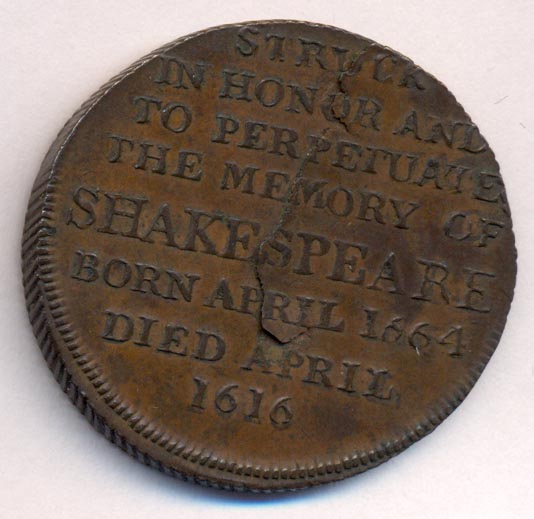 STRUCK
IN HONOR AND
TO PERPETUATE
THE MEMORY OF
SHAKESPEARE
BORN APRIL 1664
DIED APRIL
1616